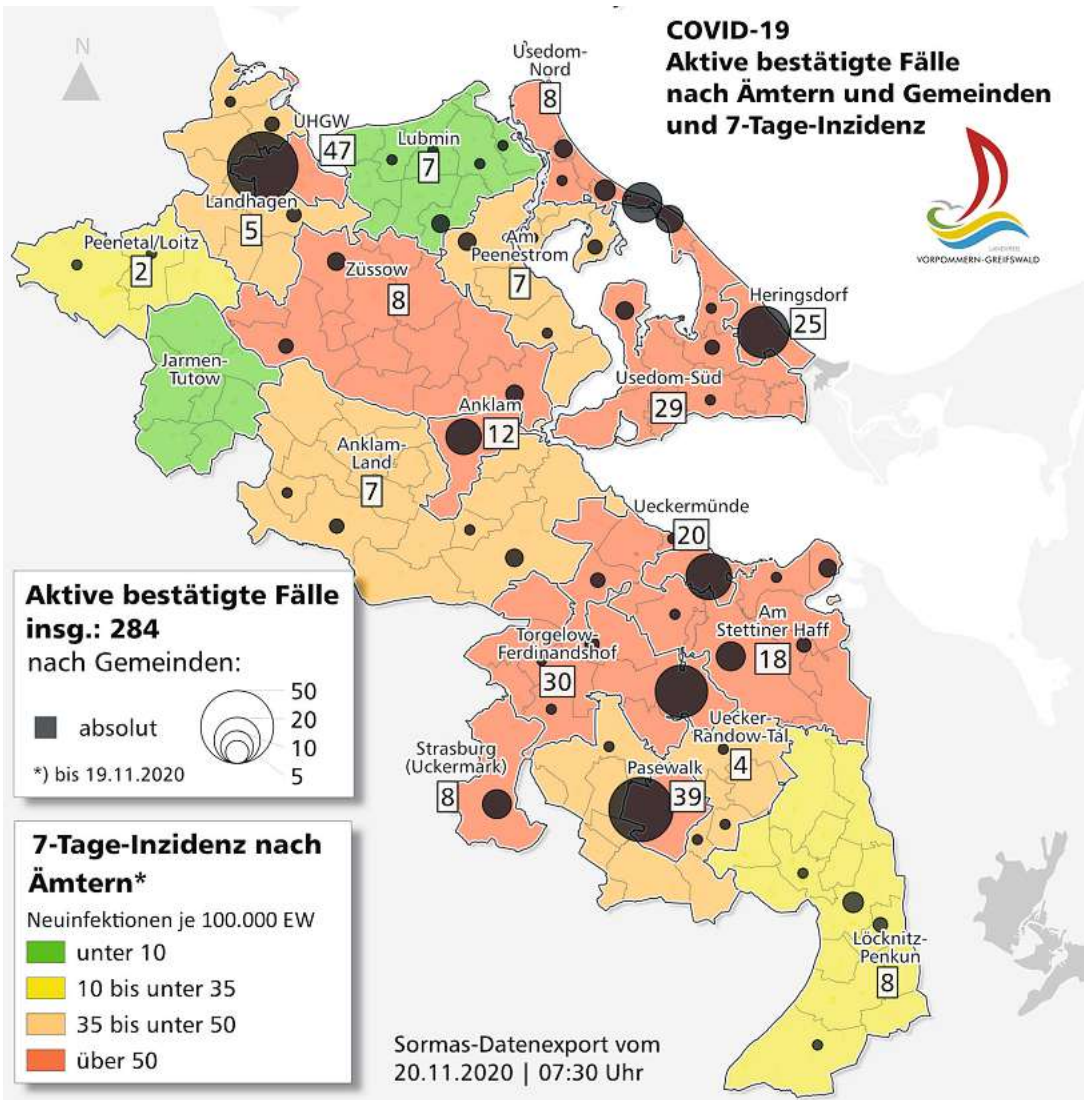 COVID-19
Aktive bestätigte Fälle
nach Ämtern und Gemeinden
und 7-Tage-Inzidenz
LANDKREIS
VORPOMMERN-GREIFSWALD
N
Usedom-
Nord
8
UHGW
47
Lubmin
7
Landhagen
5
Peenetal/Loitz
2
Am
Peenestrom
7
Züssow
8
Heringsdorf
25
Jarmen-
Tutow
Usedom-Süd
29
Anklam
12
Anklam-
Land
7
Ueckermünde
20
Am
Stettiner Haff
18
Torgelow-
Ferdinandshof
30
Uecker-
Randow-Tal
4
Strasburg
(Uckermark)
8
Pasewalk
39
Löcknitz-
Penkun
8
Aktive bestätigte Fälle
insg.: 284
nach Gemeinden:
absolut
50
20
10
5
*) bis 19.11.2020
7-Tage-Inzidenz nach
Ämtern*
Neuinfektionen je 100.000 EW
unter 10
10 bis unter 35
35 bis unter 50
über 50
Sormas-Datenexport vom
20.11.2020 | 07:30 Uhr